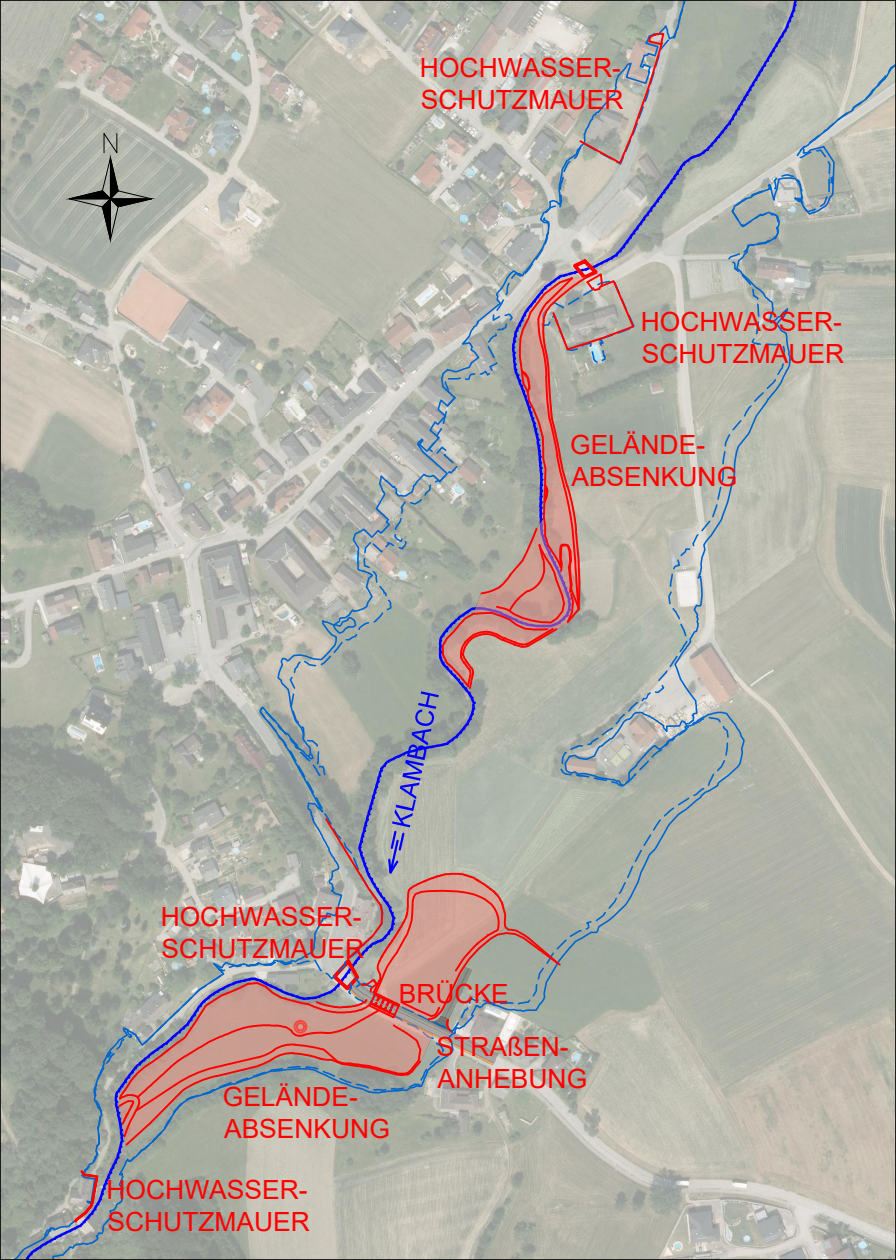 HOCHWASSER-
SCHUTZMAUER
N
HOCHWASSER-
SCHUTZMAUER
GELÄNDE-
ABSENKUNG
KLAMBACH
HOCHWASSER-
SCHUTZMAUER
BRÜCKE
STRAßEN-
ANHEBUNG
GELÄNDE-
ABSENKUNG
HOCHWASSER-
SCHUTZMAUER